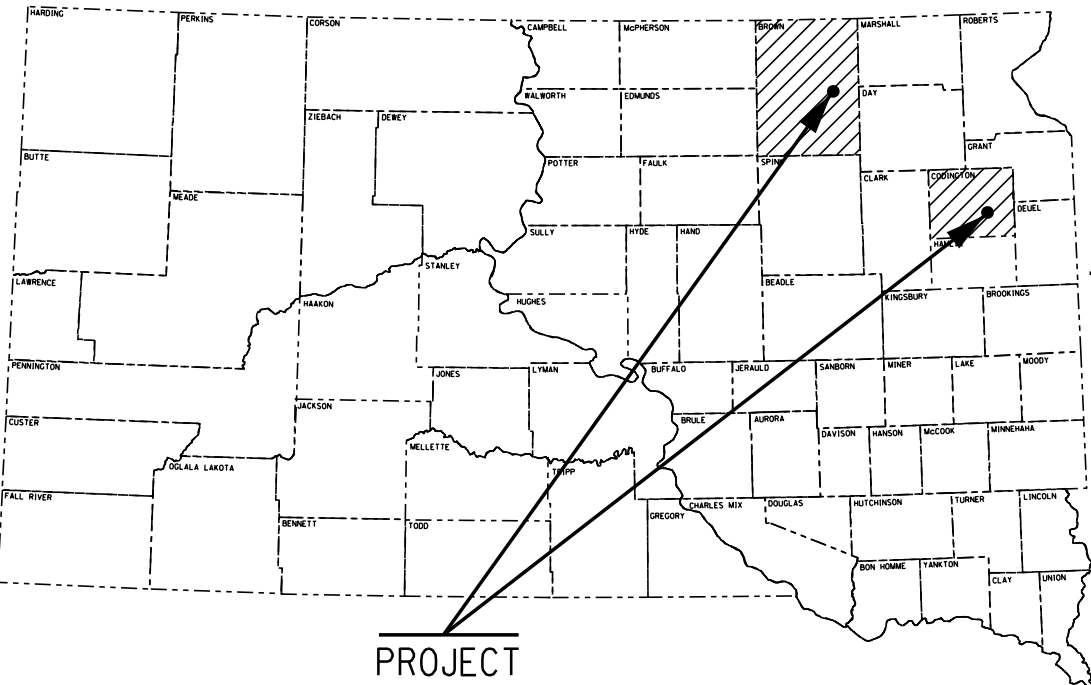 HARDING
PERKINS
CORSON
CAMPBELL
McPHERSON
BROWN
MARSHALL
ROBERTS
WALWORTH
EDMUNDS
DAY
ZIEBACH
DEWEY
GRANT
BUTTE
POTTER
FAULK
SPINK
CLARK
CODINGTON
MEADE
DEUEL
SULLY
HYDE
HAND
HAMLIN
STANLEY
LAWRENCE
BEADLE
HAAKON
HUGHES
KINGSBURY
BROOKINGS
PENNINGTON
JONES
LYMAN
BUFFALO
JERAULD
SANBORN
MINER
LAKE
MOODY
JACKSON
CUSTER
MELLETTE
BRULE
AURORA
DAVISON
HANSON
McCOOK
MINNEHAHA
OGLALA LAKOTA
TRIPP
FALL RIVER
BENNETT
TODD
GREGORY
CHARLES MIX
DOUGLAS
HUTCHINSON
TURNER
LINCOLN
BON HOMME
YANKTON
CLAY
UNION
PROJECT